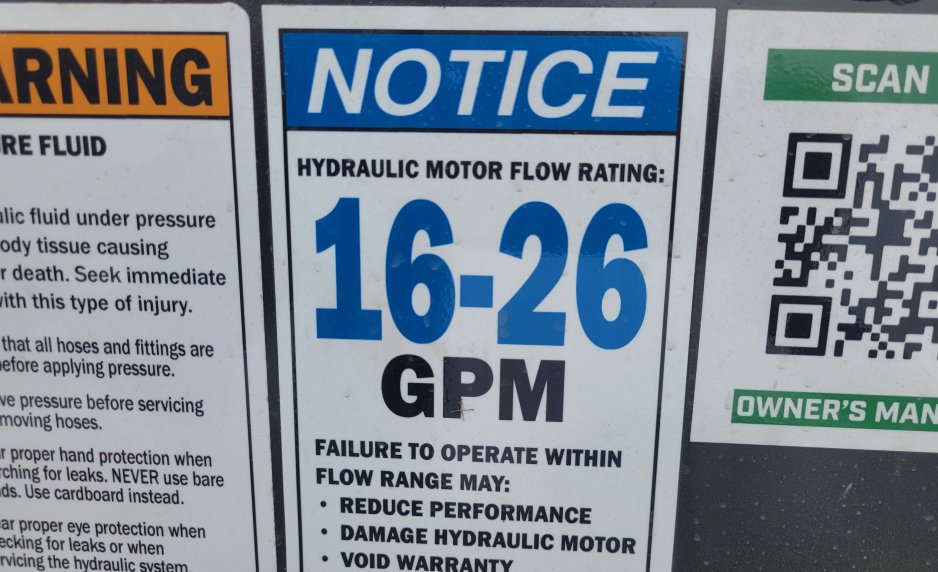 ARNING
RE FLUID
lic fluid under pressure
ody tissue causing
r death. Seek immediate
with this type of injury.
that all hoses and fittings are
before applying pressure.
ve pressure before servicing
moving hoses.
r proper hand protection when
rching for leaks. NEVER use bare
ds. Use cardboard instead.
ear proper eye protection when
ecking for leaks or when
rvicing the hydraulic system
NOTICE
HYDRAULIC MOTOR FLOW RATING:
16-26
GPM
FAILURE TO OPERATE WITHIN
FLOW RANGE MAY:
• REDUCE PERFORMANCE
• DAMAGE HYDRAULIC MOTOR
• VOID WARRANTY
SCAN
OWNER'S MAN